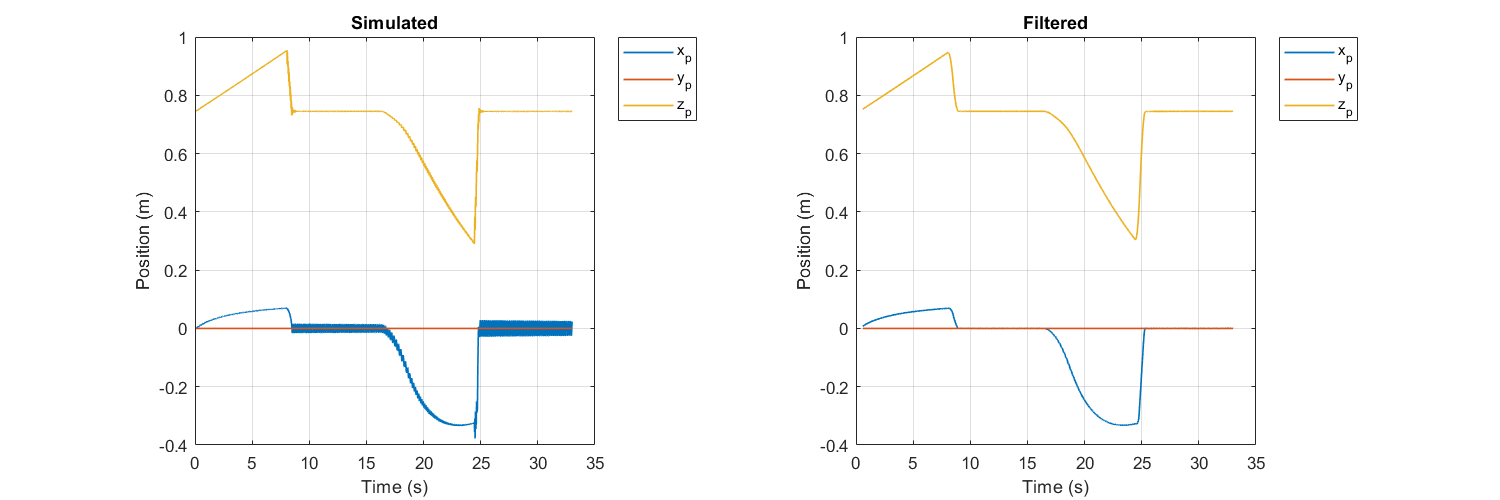 Simulated
1
0.8
0.6
0.4
0.2
0
-0.2
-0.4
Position (m)
0 5 10 15 20 25 30 35
Time (s)
x_p
y_p
z_p
Filtered
1
0.8
0.6
0.4
0.2
0
-0.2
-0.4
Position (m)
0 5 10 15 20 25 30 35
Time (s)
x_p
y_p
z_p